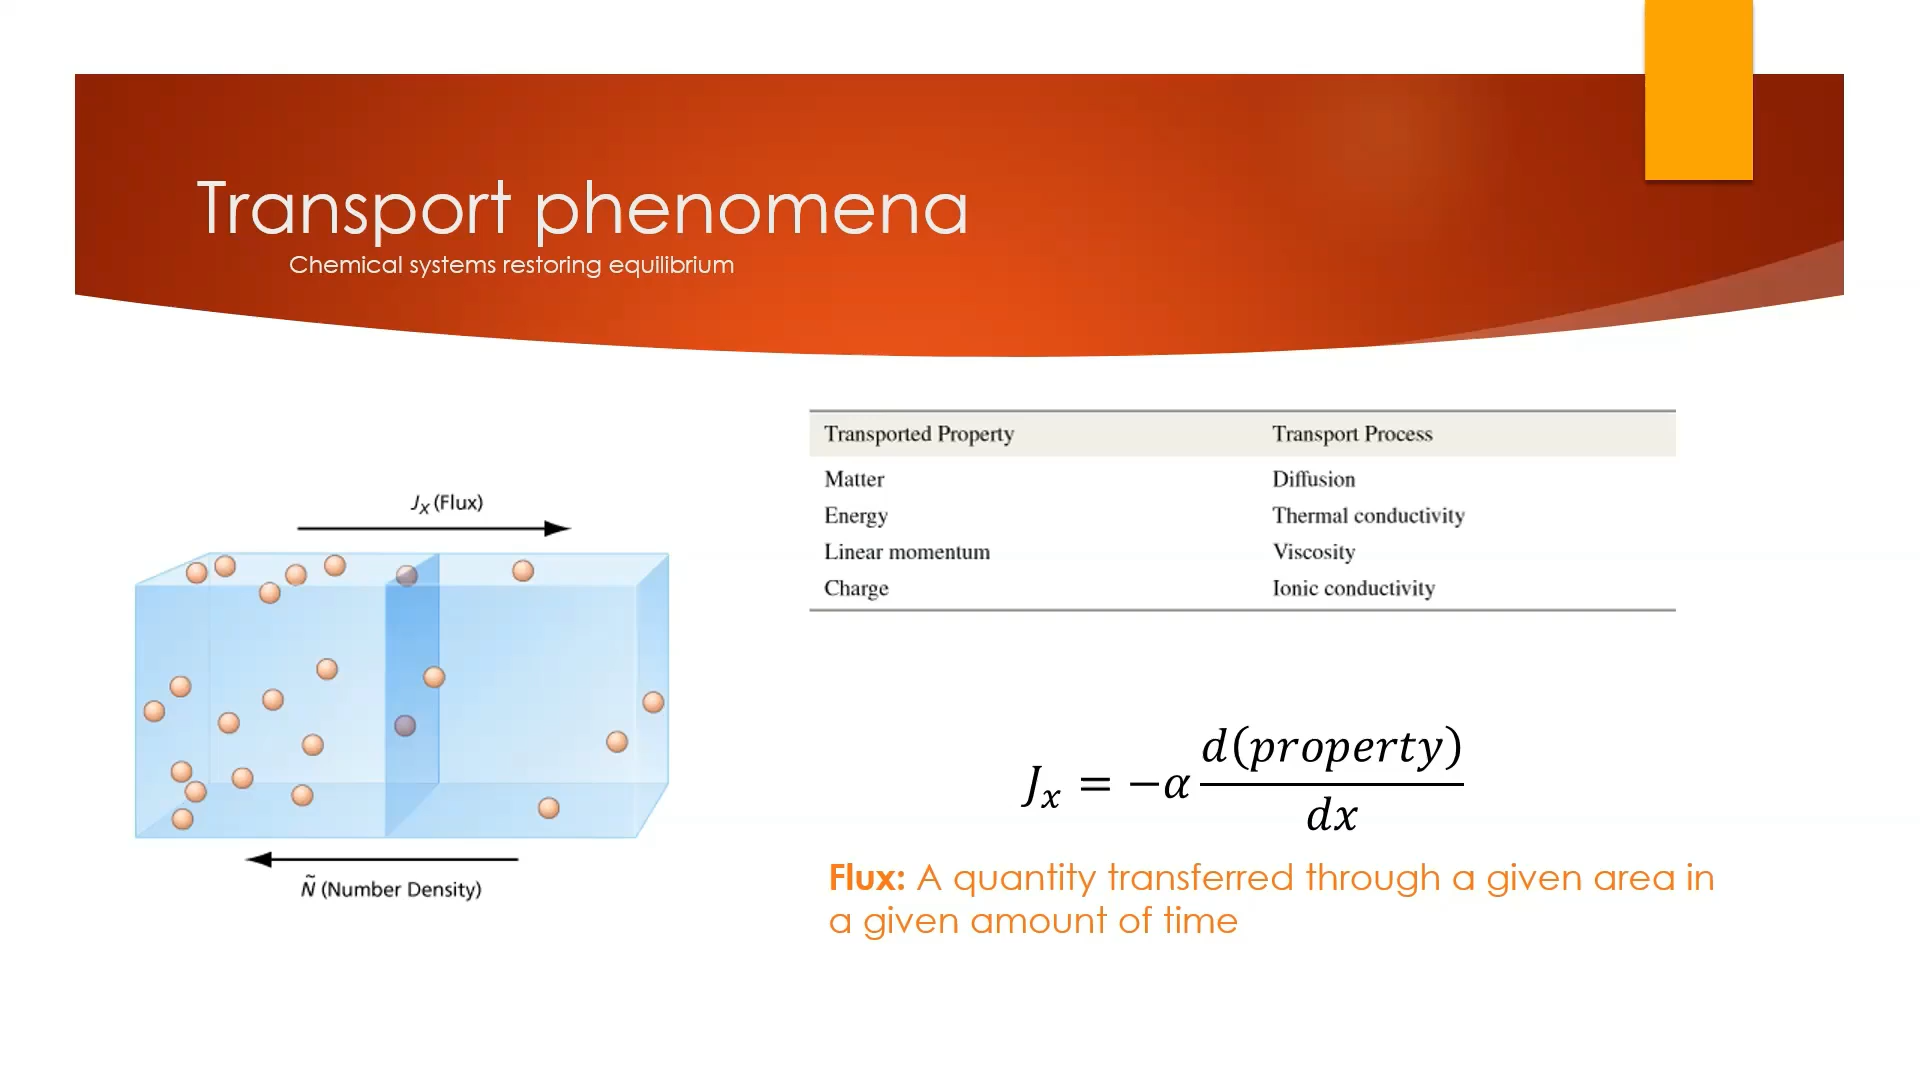 Transport phenomena
Chemical systems restoring equilibrium
Jx (Flux)
Ñ (Number Density)
Transported Property Transport Process
Matter Diffusion
Energy Thermal conductivity
Linear momentum Viscosity
Charge Ionic conductivity
Jx = −α d(property)/dx
Flux: A quantity transferred through a given area in
a given amount of time